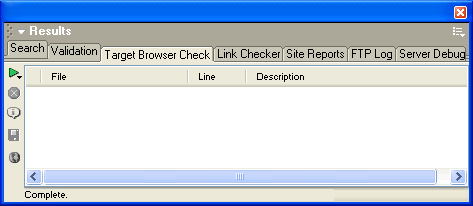 Results
Search Validation Target Browser Check Link Checker Site Reports FTP Log Server Debug
File Line Description
Complete.